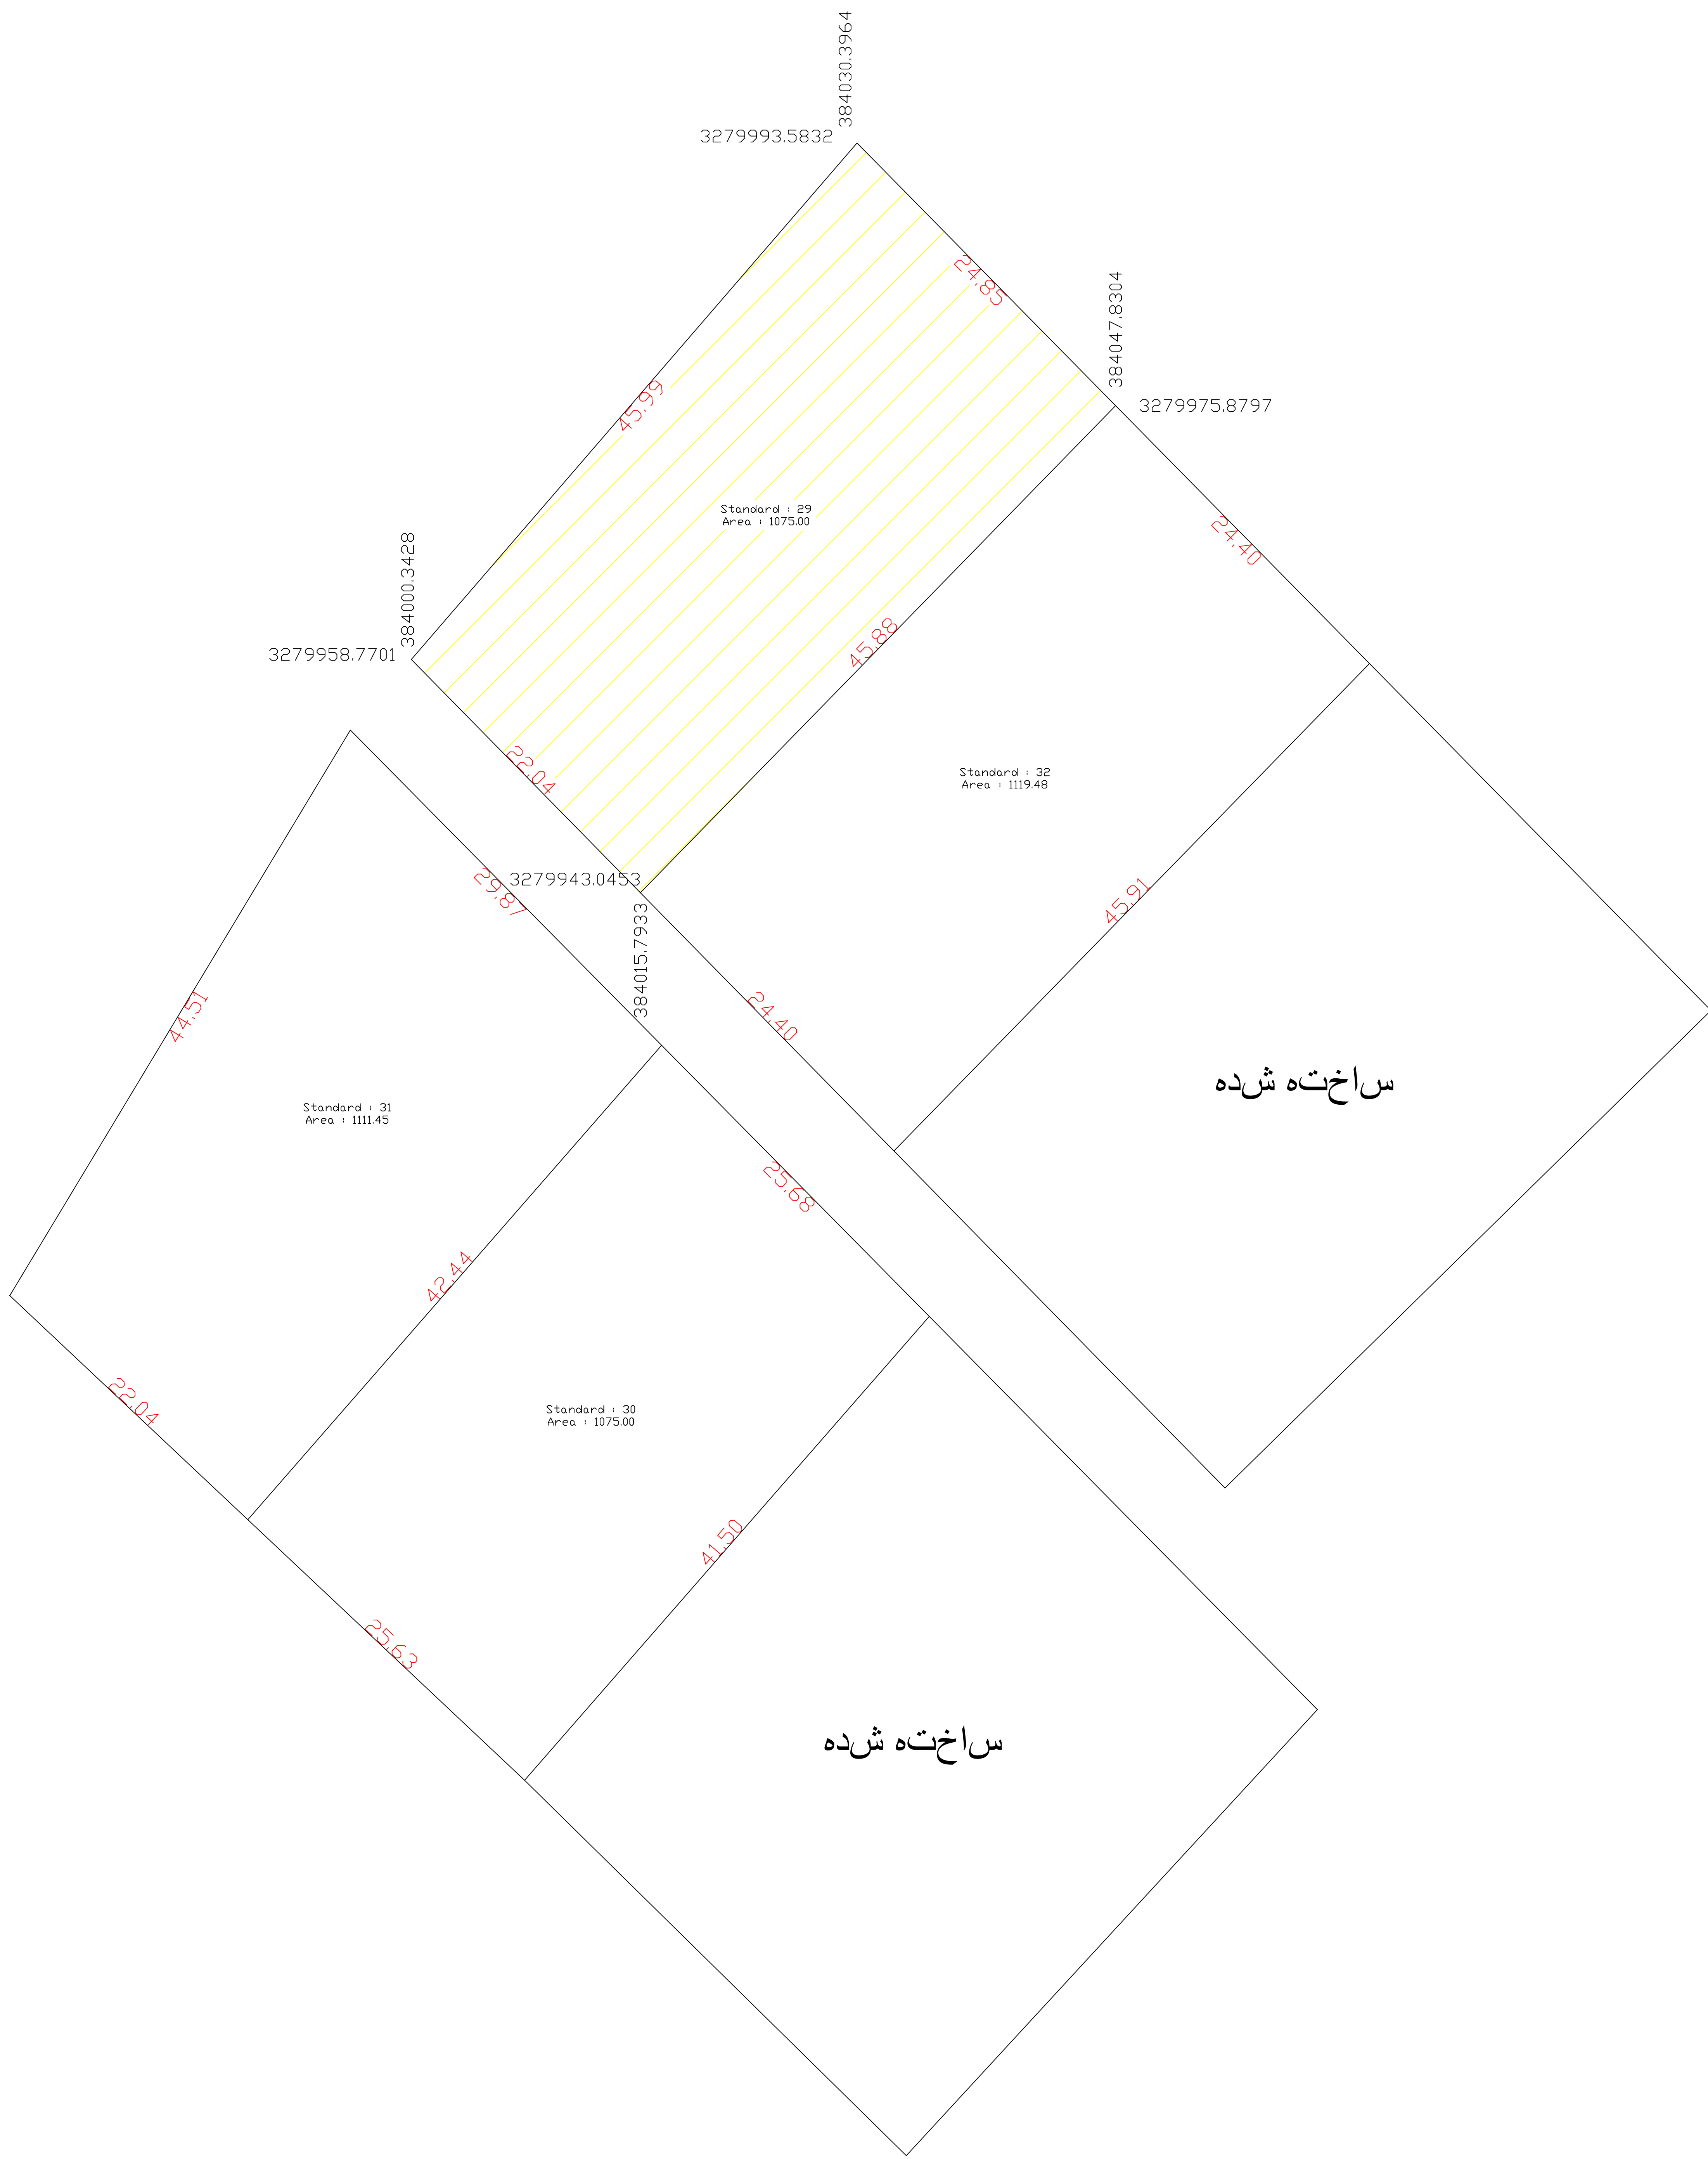 384030.3964
3279993.5832
24.85
384047.8304
45.99
3279975.8797
Standard : 29
Area : 1075.00
24.40
384000.3428
45.88
3279958.7701
22.04
Standard : 32
Area : 1119.48
3279943.0453
29.87
45.91
384015.7933
44.51
24.40
ساخته شده
Standard : 31
Area : 1111.45
25.68
42.44
22.04
Standard : 30
Area : 1075.00
41.50
25.63
ساخته شده